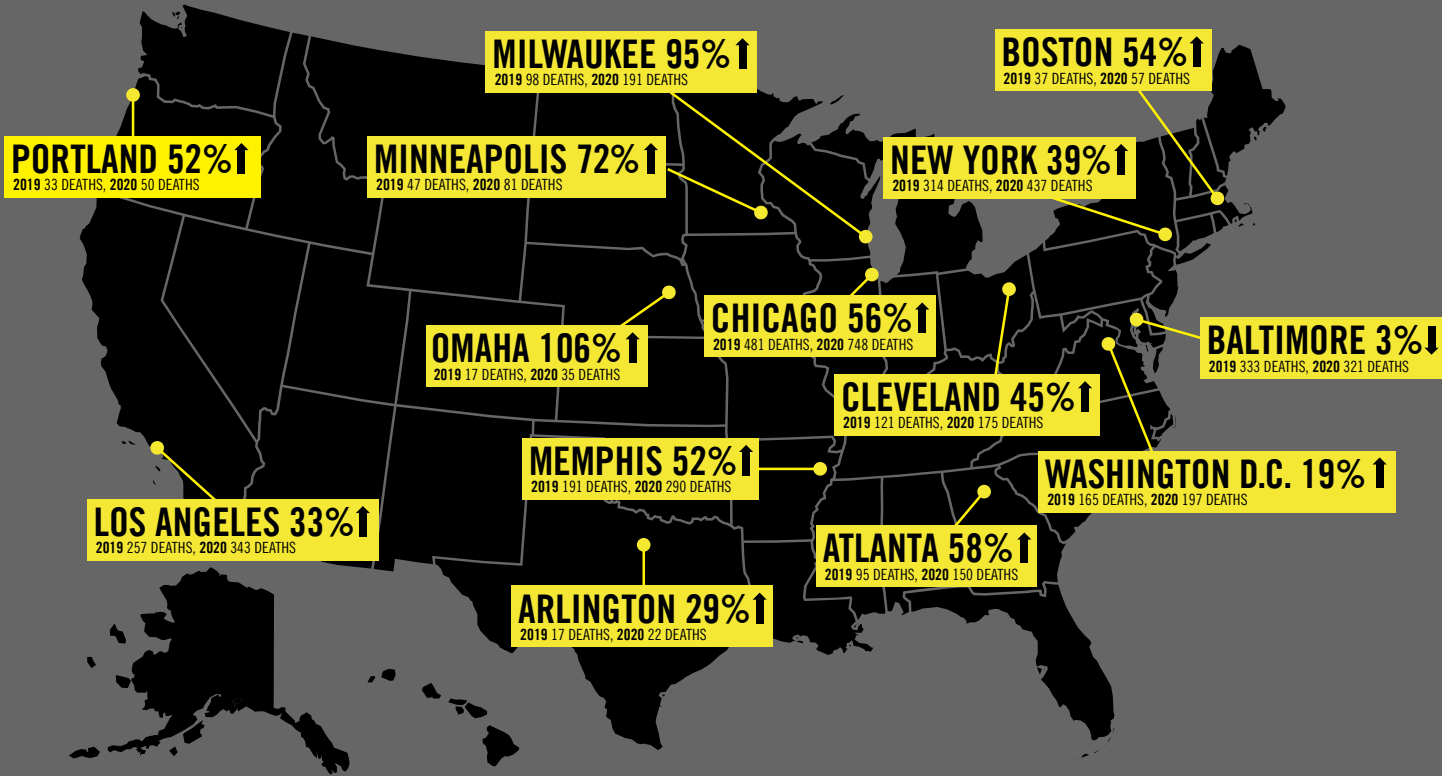 MILWAUKEE 95%
2019 98 DEATHS, 2020 191 DEATHS
BOSTON 54%
2019 37 DEATHS, 2020 57 DEATHS
PORTLAND 52%
2019 33 DEATHS, 2020 50 DEATHS
MINNEAPOLIS 72%
2019 47 DEATHS, 2020 81 DEATHS
NEW YORK 39%
2019 314 DEATHS, 2020 437 DEATHS
OMAHA 106%
2019 17 DEATHS, 2020 35 DEATHS
CHICAGO 56%
2019 481 DEATHS, 2020 748 DEATHS
BALTIMORE 3%
2019 333 DEATHS, 2020 321 DEATHS
CLEVELAND 45%
2019 121 DEATHS, 2020 175 DEATHS
MEMPHIS 52%
2019 191 DEATHS, 2020 290 DEATHS
WASHINGTON D.C. 19%
2019 165 DEATHS, 2020 197 DEATHS
LOS ANGELES 33%
2019 257 DEATHS, 2020 343 DEATHS
ATLANTA 58%
2019 95 DEATHS, 2020 150 DEATHS
ARLINGTON 29%
2019 17 DEATHS, 2020 22 DEATHS